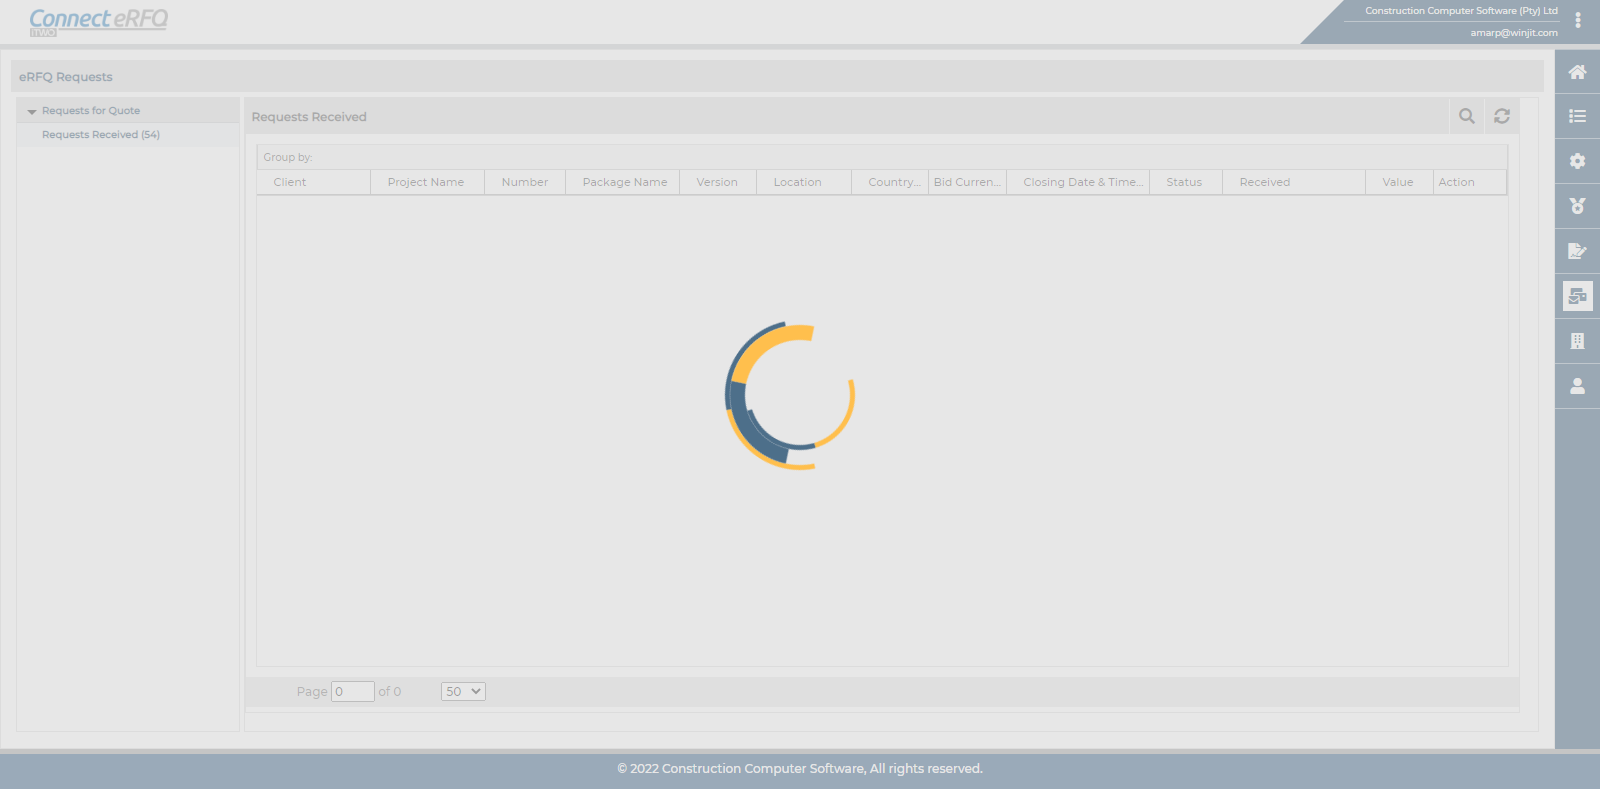 Connect eRFQ
iTWO
Construction Computer Software (Pty) Ltd
amarp@winjit.com
eRFQ Requests
Requests for Quote
Requests Received (54)
Requests Received
Group by:
Client Project Name Number Package Name Version Location Country... Bid Curren... Closing Date & Time... Status Received Value Action
Page 0 of 0 50
© 2022 Construction Computer Software, All rights reserved.